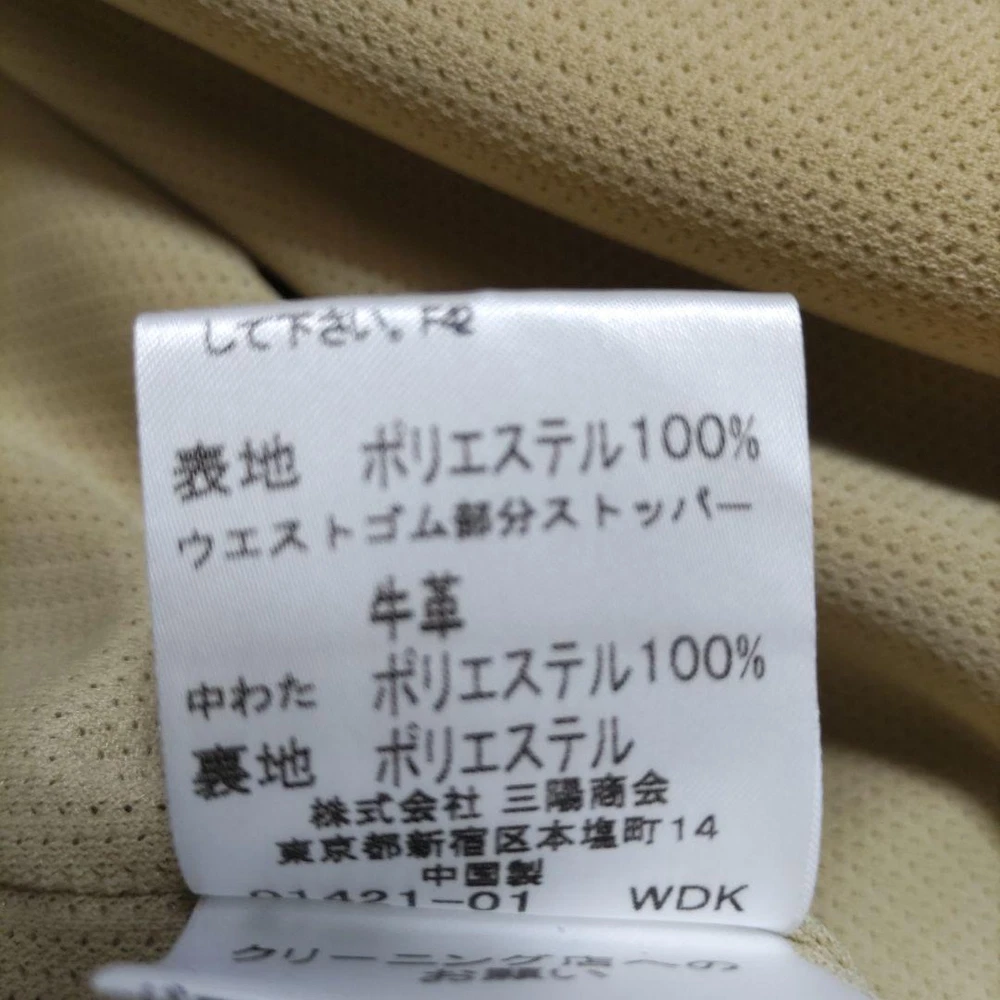 して下さい。F42
表地 ポリエステル100%
ウエストゴム部分ストッパー
牛革
中わた ポリエステル100%
裏地 ポリエステル
株式会社 三陽商会
東京都新宿区本塩町14
中国製
91421-01 WDK
クリーニング店への
お願い